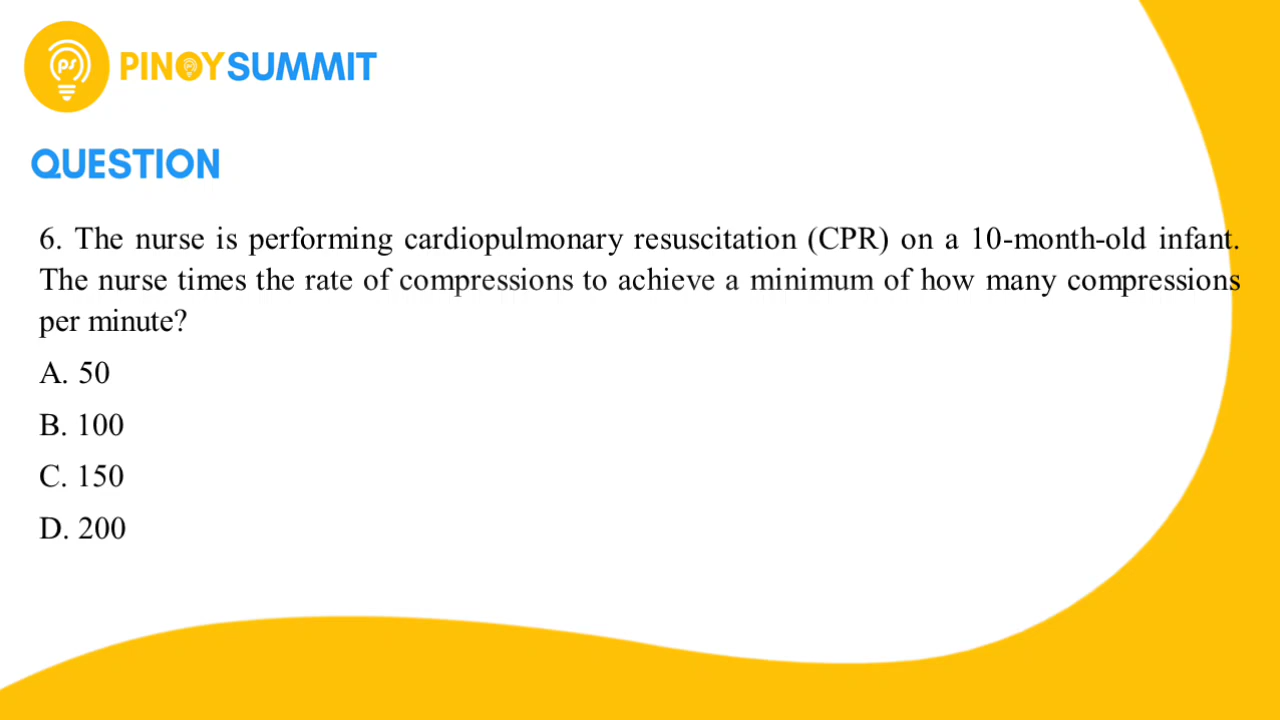 ps
PINOYSUMMIT
QUESTION
6. The nurse is performing cardiopulmonary resuscitation (CPR) on a 10-month-old infant.
The nurse times the rate of compressions to achieve a minimum of how many compressions
per minute?
A. 50
B. 100
C. 150
D. 200